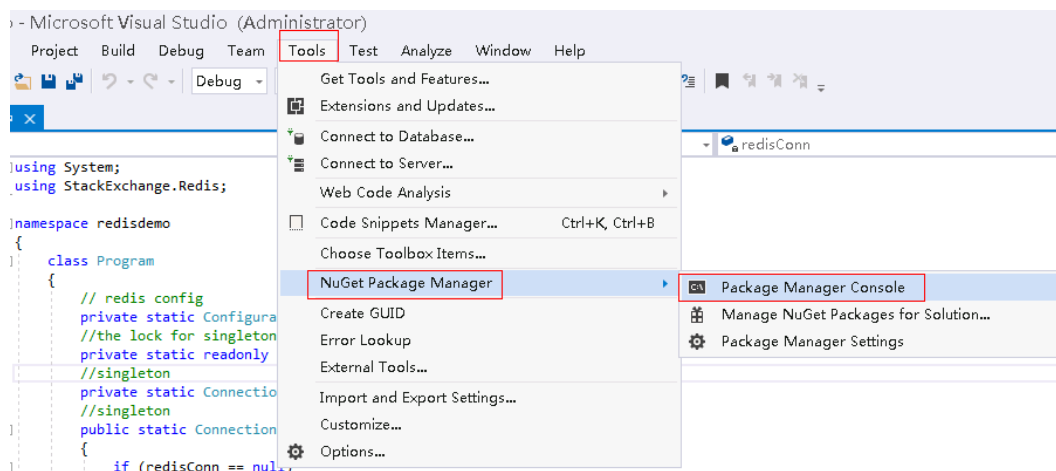 - Microsoft Visual Studio (Administrator)
Project Build Debug Team Tools Test Analyze Window Help
Debug
Get Tools and Features...
Extensions and Updates...
Connect to Database...
Connect to Server...
Web Code Analysis
Code Snippets Manager... Ctrl+K, Ctrl+B
Choose Toolbox Items...
NuGet Package Manager
Create GUID
Error Lookup
External Tools...
Import and Export Settings...
Customize...
Options...
Package Manager Console
Manage NuGet Packages for Solution...
Package Manager Settings
redisConn
using System;
using StackExchange.Redis;
namespace redisdemo
{
class Program
{
// redis config
private static Configura
//the lock for singleton
private static readonly
//singleton
private static Connectio
//singleton
public static Connection
{
if (redisConn == null)